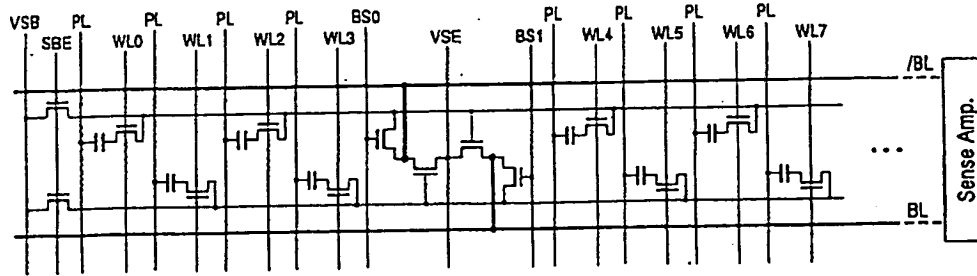 VSB PL PL PL PL BS0 PL PL PL PL
SBE WL0 WL1 WL2 WL3 VSE BS1 WL4 WL5 WL6 WL7
/BL
BL
Sense Amp.